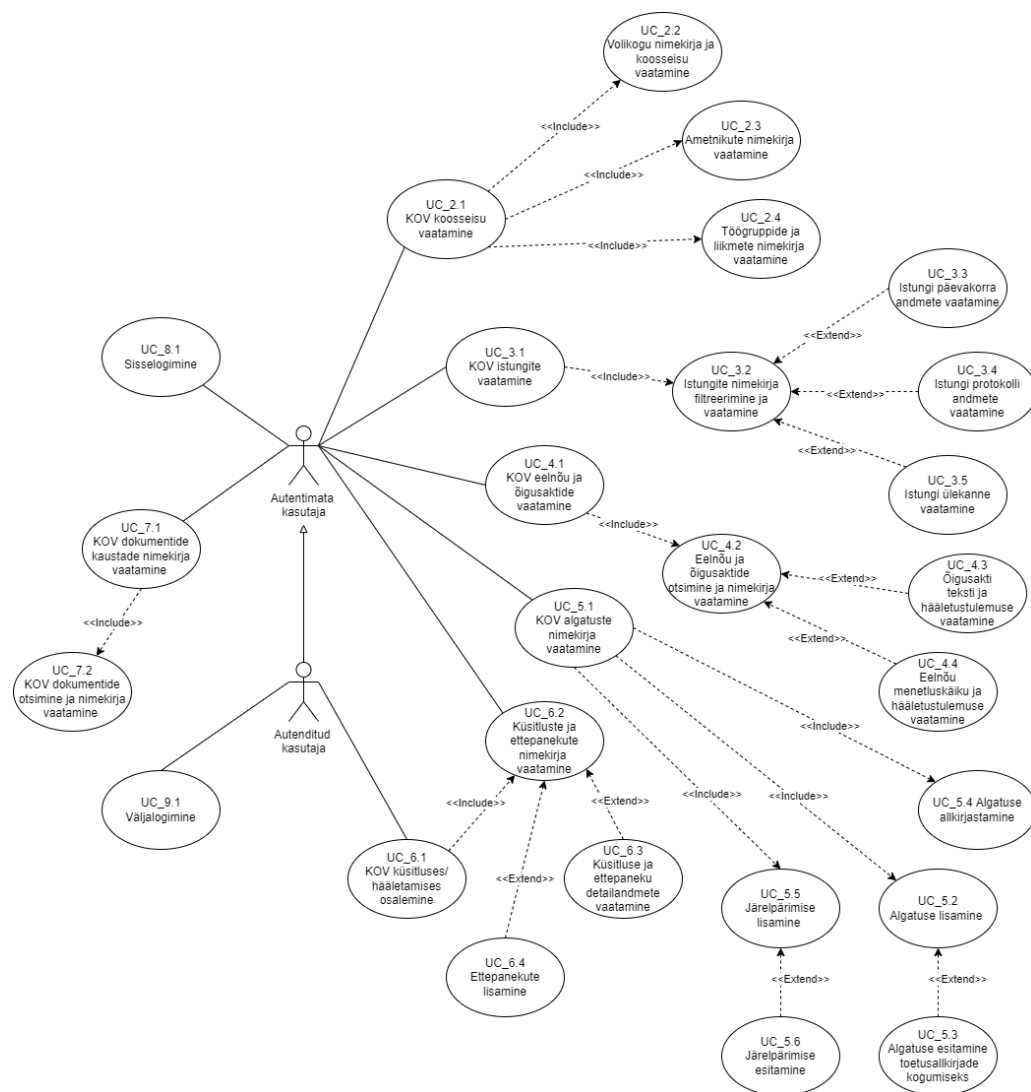 UC_2.2
Volikogu nimekirja ja
koosseisu
vaatamine
<<Include>>
UC_2.3
Ametnikute nimekirja
vaatamine
<<Include>>
UC_2.1
KOV koosseisu
vaatamine
<<Include>>
UC_2.4
Töögruppide ja
liikmete nimekirja
vaatamine
UC_3.3
Istungi päevakorra
andmete vaatamine
<<Extend>>
UC_8.1
Sisselogimine
UC_3.1
KOV istungite
vaatamine
<<Include>>
UC_3.2
Istungite nimekirja
filtreerimine ja
vaatamine
<<Extend>>
UC_3.4
Istungi protokolli
andmete vaatamine
<<Extend>>
UC_3.5
Istungi ülekanne
vaatamine
Autentimata
kasutaja
UC_4.1
KOV eelnõu ja
õigusaktide
vaatamine
<<Include>>
UC_4.2
Eelnõu ja
õigusaktide
otsimine ja nimekirja
vaatamine
<<Extend>>
UC_4.3
Õigusakti
teksti ja
hääletustulemuse
vaatamine
<<Extend>>
UC_4.4
Eelnõu
menetluskäiku ja
hääletustulemuse
vaatamine
UC_7.1
KOV dokumentide
kaustade nimekirja
vaatamine
<<Include>>
UC_7.2
KOV dokumentide
otsimine ja nimekirja
vaatamine
UC_5.1
KOV algatuste
nimekirja
vaatamine
<<Include>>
<<Include>>
<<Include>>
UC_5.4 Algatuse
allkirjastamine
Autenditud
kasutaja
UC_6.2
Küsitluste ja
ettepanekute
nimekirja
vaatamine
<<Include>>
<<Extend>>
<<Extend>>
UC_9.1
Väljalogimine
UC_6.1
KOV küsitluses/
hääletamises
osalemine
UC_6.3
Küsitluse ja
ettepaneku
detailandmete
vaatamine
UC_6.4
Ettepanekute
lisamine
UC_5.5
Järelpärimise
lisamine
UC_5.2
Algatuse lisamine
<<Extend>>
<<Extend>>
UC_5.6
Järelpärimise
esitamine
UC_5.3
Algatuse esitamine
toetusallkirjade
kogumiseks